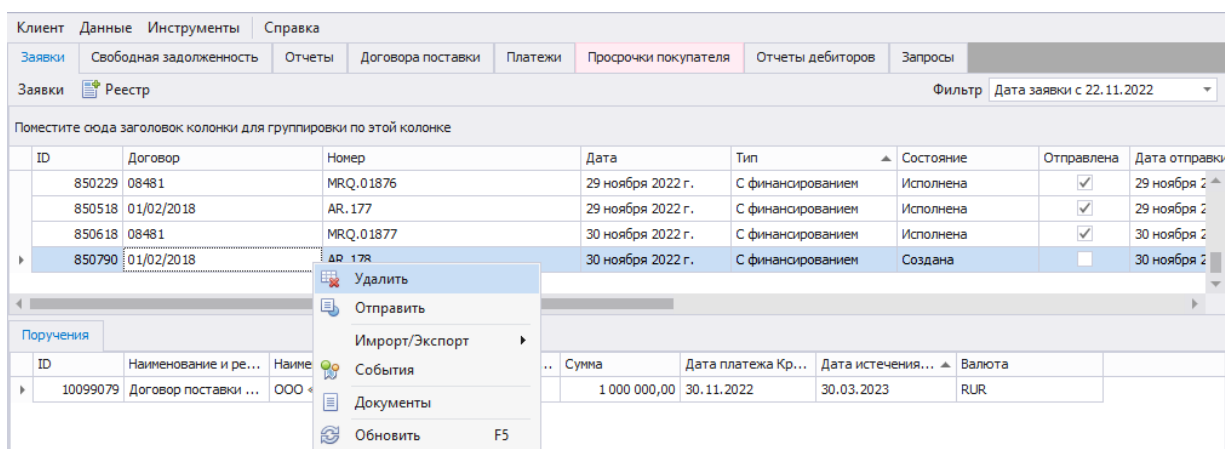 Клиент Данные Инструменты Справка
Заявки Свободная задолженность Отчеты Договора поставки Платежи Просрочки покупателя Отчеты дебиторов Запросы
Заявки Реестр Фильтр Дата заявки с 22.11.2022
Поместите сюда заголовок колонки для группировки по этой колонке
ID Договор Номер Дата Тип Состояние Отправлена Дата отправки
850229 08481 MRQ.01876 29 ноября 2022 г. С финансированием Исполнена 29 ноября 2
850518 01/02/2018 AR.177 29 ноября 2022 г. С финансированием Исполнена 29 ноября 2
850618 08481 MRQ.01877 30 ноября 2022 г. С финансированием Исполнена 30 ноября 2
850790 01/02/2018 AR.178 30 ноября 2022 г. С финансированием Создана 30 ноября 2
Удалить
Отправить
Импорт/Экспорт
События
Документы
Обновить F5
Поручения
ID Наименование и ре... Наиме .. Сумма Дата платежа Кр... Дата истечения... Валюта
10099079 Договор поставки ... ООО « 1 000 000,00 30.11.2022 30.03.2023 RUR